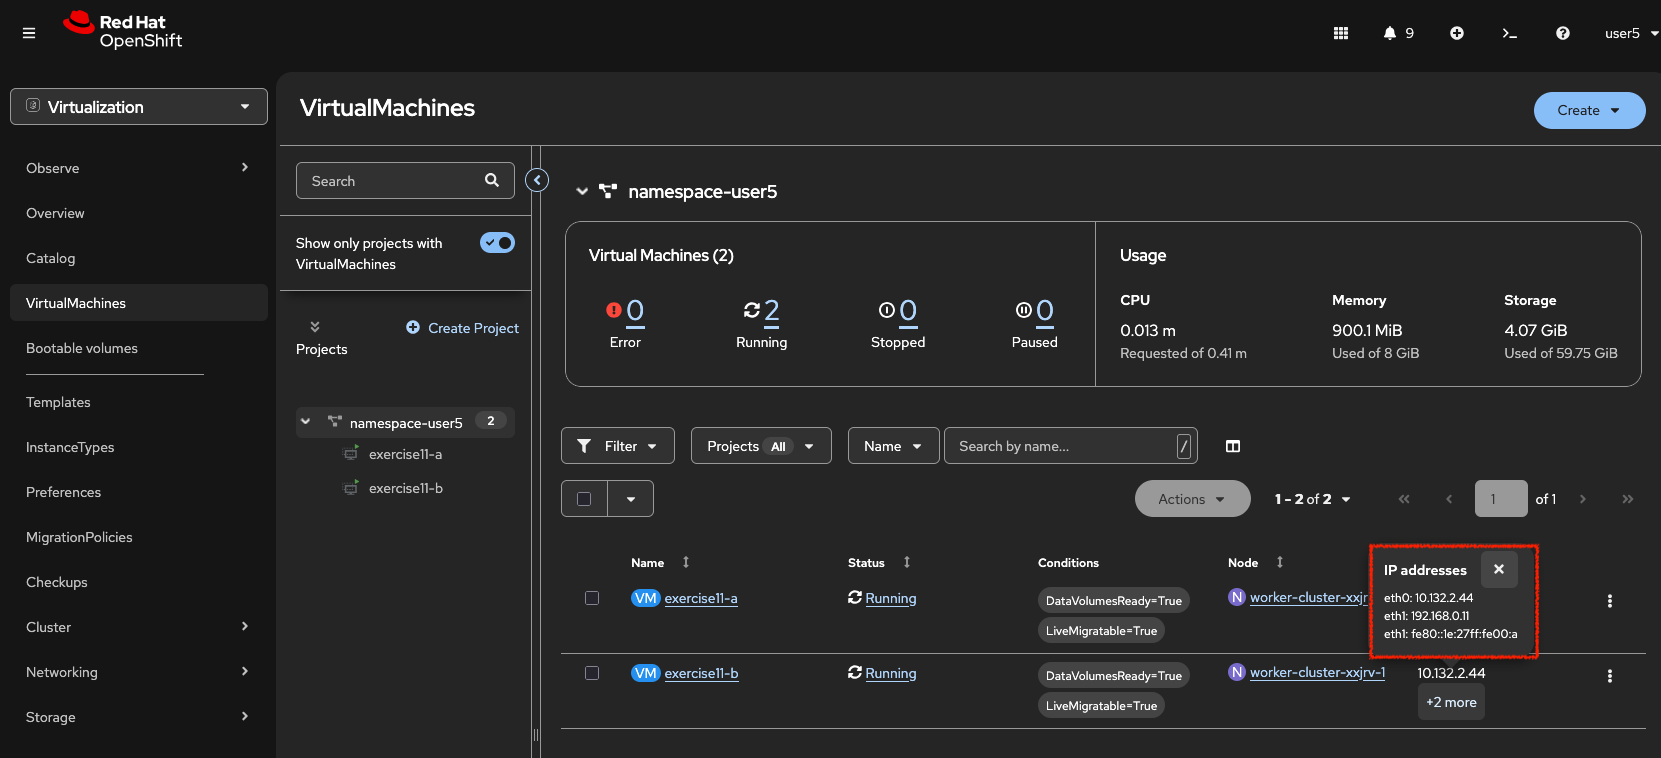 Red Hat
OpenShift
9
user5
Virtualization
Observe
Overview
Catalog
VirtualMachines
Bootable volumes
Templates
InstanceTypes
Preferences
MigrationPolicies
Checkups
Cluster
Networking
Storage
VirtualMachines
Create
Search
Show only projects with
VirtualMachines
Projects
Create Project
namespace-user5 2
exercise11-a
exercise11-b
namespace-user5
Virtual Machines (2)
0 2 0 0
Error Running Stopped Paused
Usage
CPU Memory Storage
0.013 m 900.1 MiB 4.07 GiB
Requested of 0.41 m Used of 8 GiB Used of 59.75 GiB
Filter Projects All Name Search by name... /
Actions 1 - 2 of 2 1 of 1
Name Status Conditions Node
VM exercise11-a Running DataVolumesReady=True N worker-cluster-xxjr
LiveMigratable=True
IP addresses
eth0: 10.132.2.44
eth1: 192.168.0.11
eth1: fe80::1e:27ff:fe00:a
VM exercise11-b Running DataVolumesReady=True N worker-cluster-xxjrv-1 10.132.2.44
LiveMigratable=True +2 more